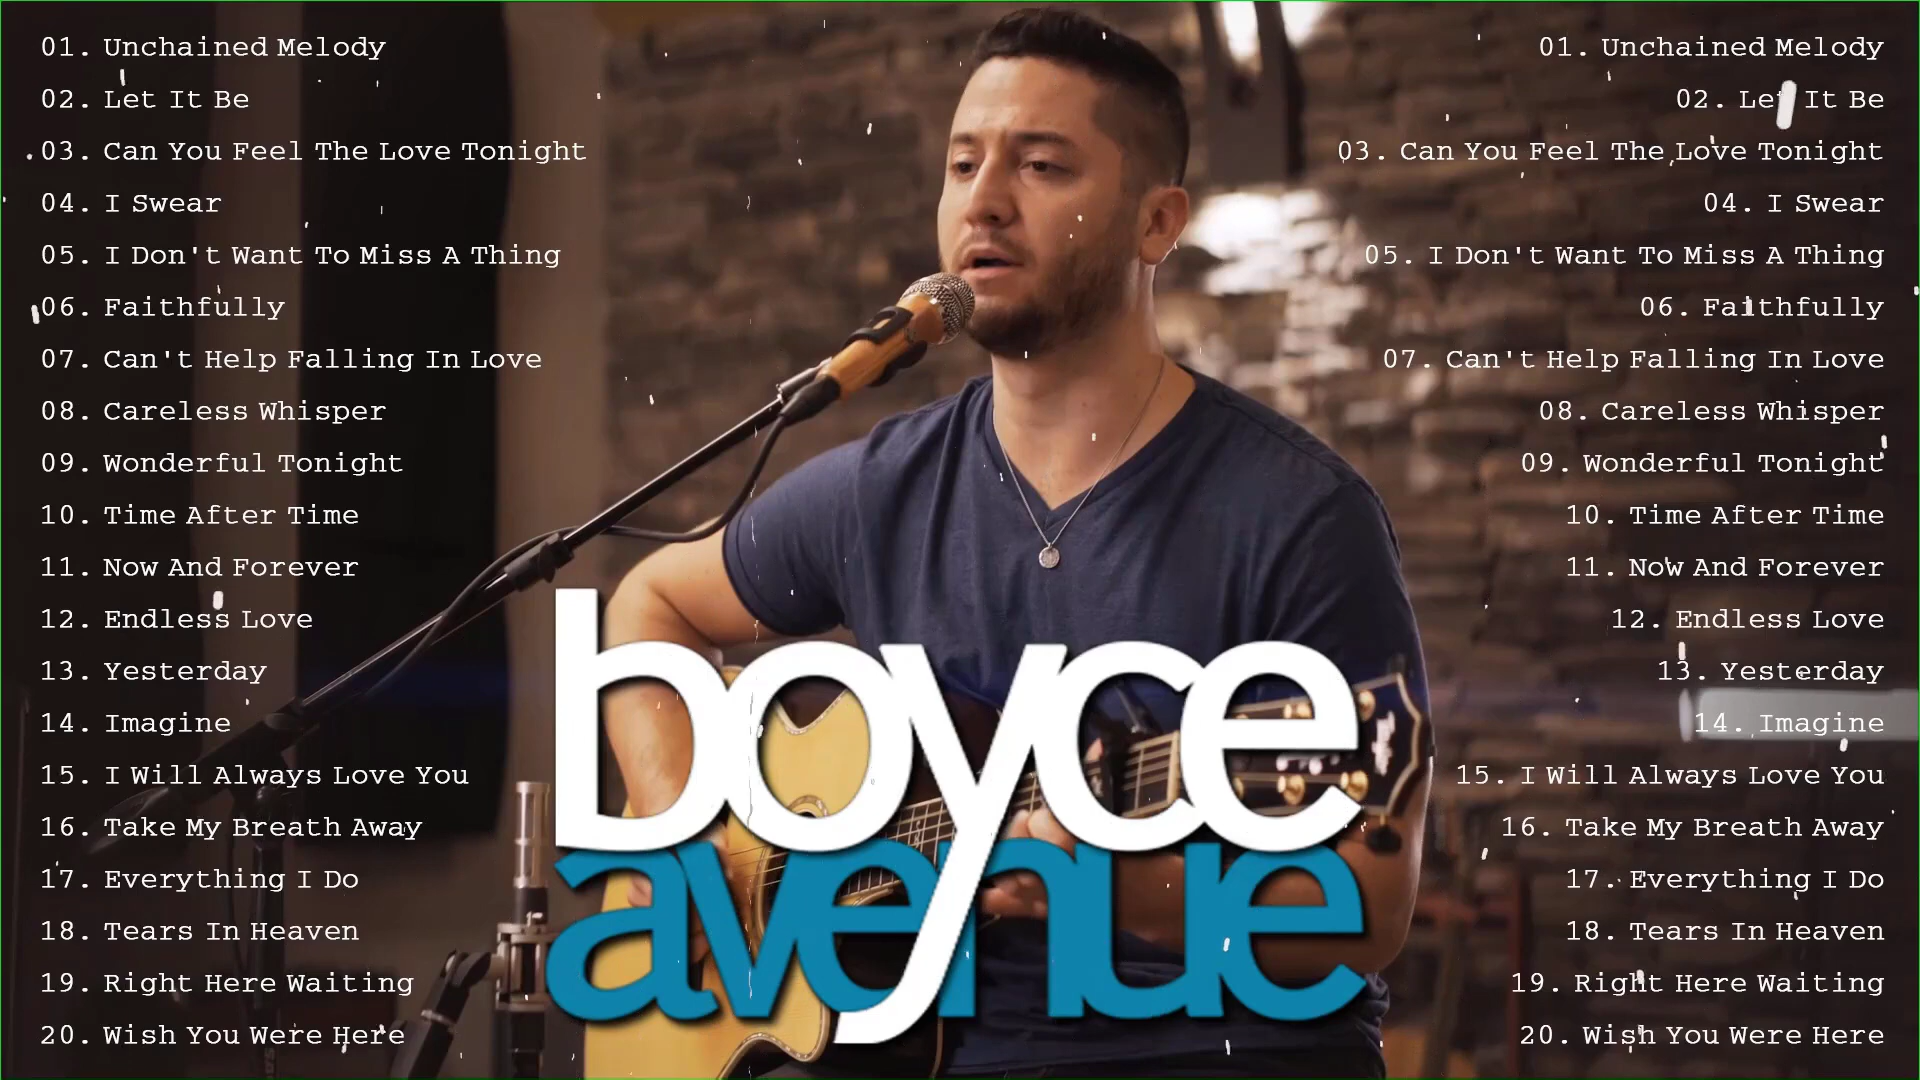 01. Unchained Melody
02. Let It Be
03. Can You Feel The Love Tonight
04. I Swear
05. I Don't Want To Miss A Thing
06. Faithfully
07. Can't Help Falling In Love
08. Careless Whisper
09. Wonderful Tonight
10. Time After Time
11. Now And Forever
12. Endless Love
13. Yesterday
14. Imagine
15. I Will Always Love You
16. Take My Breath Away
17. Everything I Do
18. Tears In Heaven
19. Right Here Waiting
20. Wish You Were Here
boyce
avenue
01. Unchained Melody
02. Let It Be
03. Can You Feel The Love Tonight
04. I Swear
05. I Don't Want To Miss A Thing
06. Faithfully
07. Can't Help Falling In Love
08. Careless Whisper
09. Wonderful Tonight
10. Time After Time
11. Now And Forever
12. Endless Love
13. Yesterday
14. Imagine
15. I Will Always Love You
16. Take My Breath Away
17. Everything I Do
18. Tears In Heaven
19. Right Here Waiting
20. Wish You Were Here